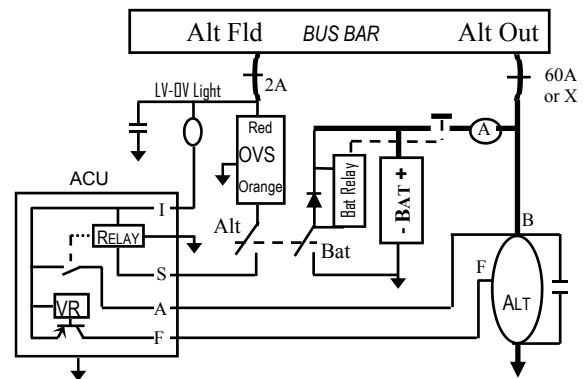 Alt Fld BUS BAR Alt Out
2A
60A
or X
LV-OV Light
Red
OVS
Orange
A
Bat Relay
- BAT +
ACU
I
RELAY
Alt
Bat
B
S
F
A
VR
ALT
F